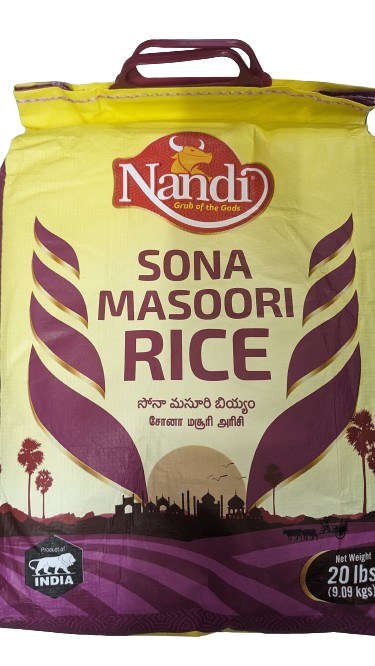 Nandi
Grub of the Gods
SONA
MASOORI
RICE
సోనా మసూరి బియ్యం
சோனா மசூரி அரிசி
Product of
INDIA
Net Weight
20 lbs
(9.09 kgs)